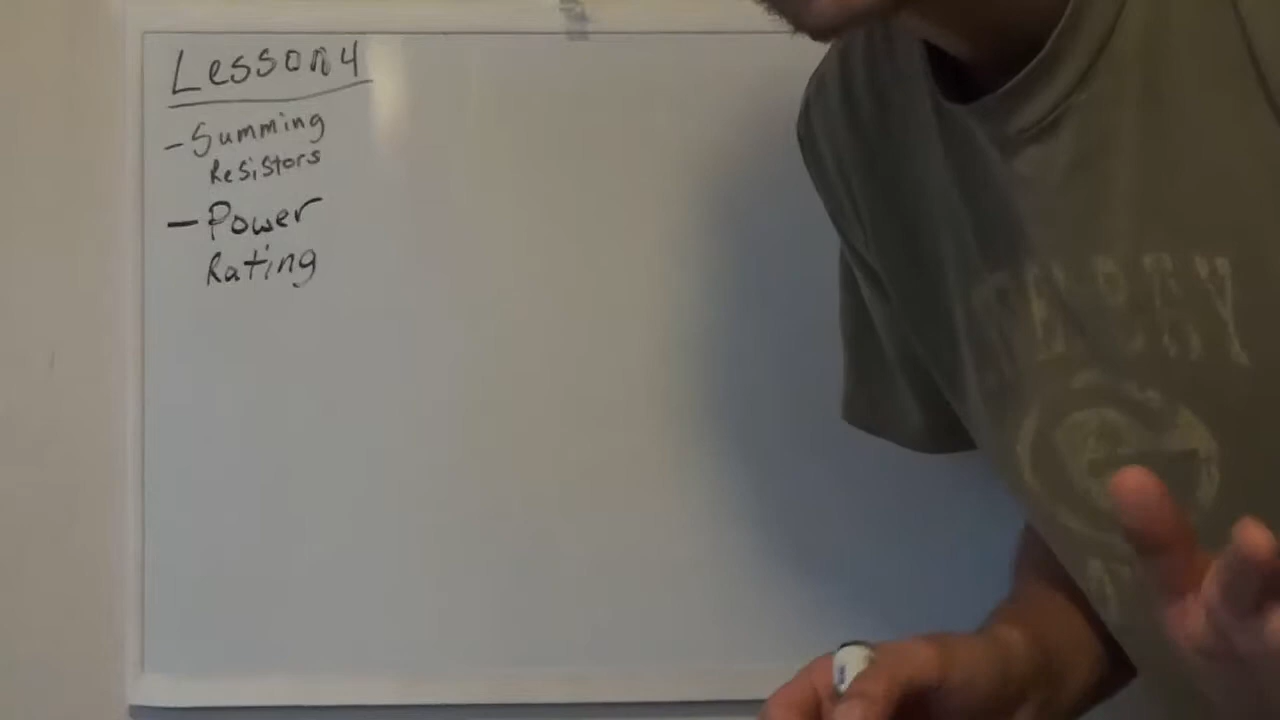 Lesson 4
- Summing
Resistors
- Power
Rating